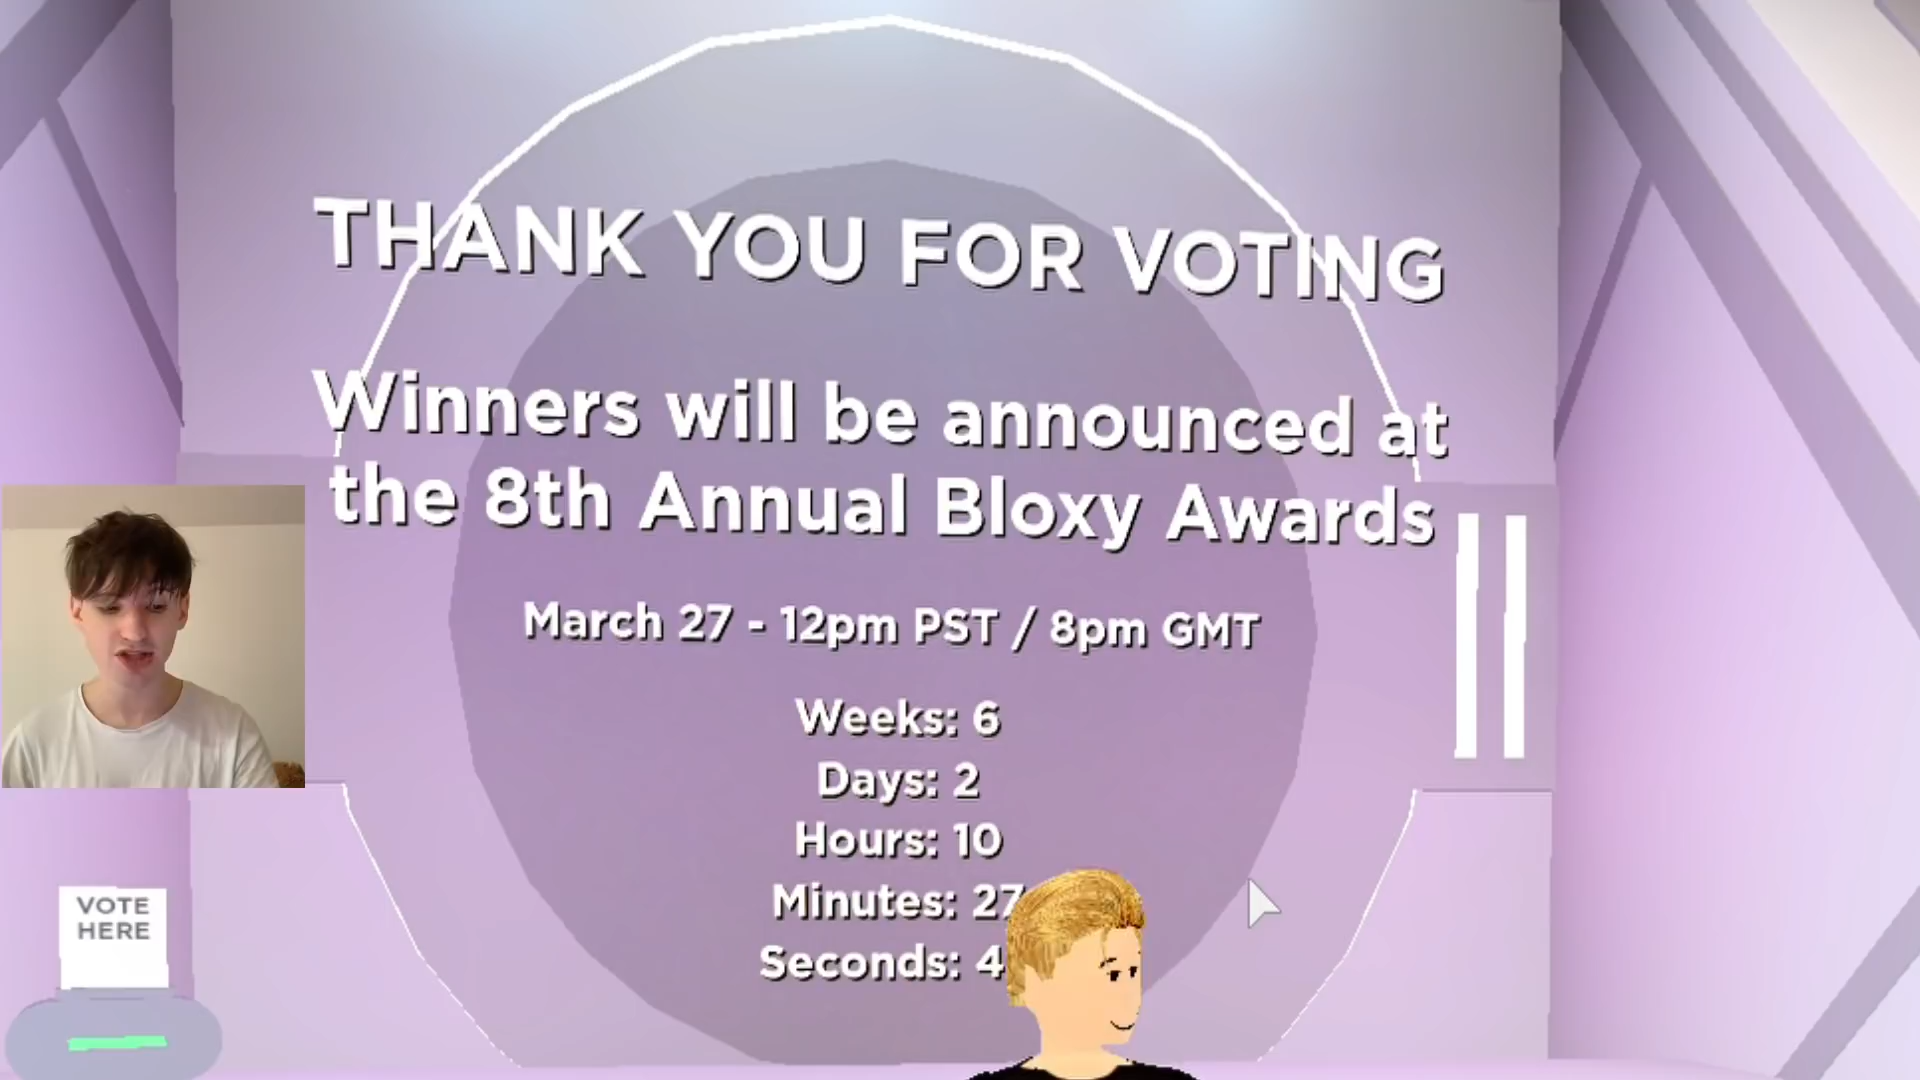 THANK YOU FOR VOTING
Winners will be announced at
the 8th Annual Bloxy Awards
March 27 - 12pm PST / 8pm GMT
Weeks: 6
Days: 2
Hours: 10
Minutes: 27
Seconds: 4
VOTE
HERE